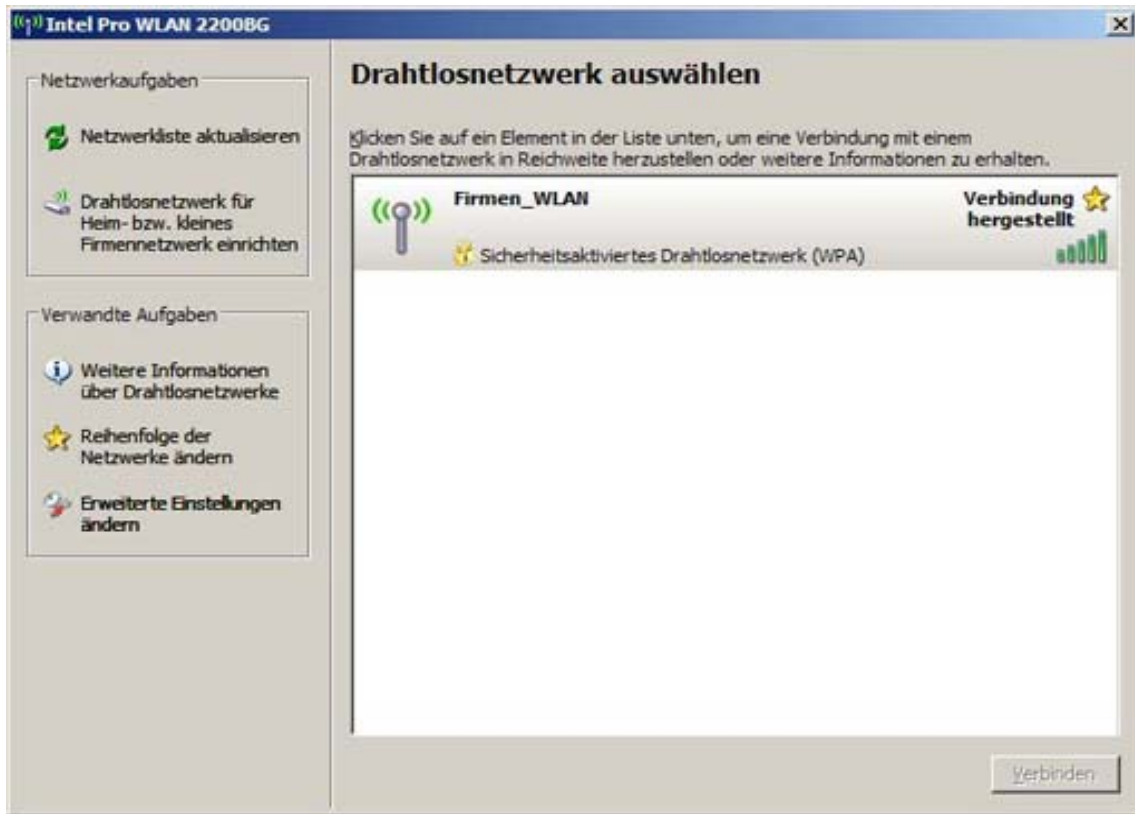 Intel Pro WLAN 2200BG
Netzwerkaufgaben
Netzwerkliste aktualisieren
Drahtlosnetzwerk für
Heim- bzw. kleines
Firmennetzwerk einrichten
Verwandte Aufgaben
Weitere Informationen
über Drahtlosnetzwerke
Reihenfolge der
Netzwerke ändern
Erweiterte Einstellungen
ändern
Drahtlosnetzwerk auswählen
Klicken Sie auf ein Element in der Liste unten, um eine Verbindung mit einem
Drahtlosnetzwerk in Reichweite herzustellen oder weitere Informationen zu erhalten.
Firmen_WLAN
Verbindung
hergestellt
Sicherheitsaktiviertes Drahtlosnetzwerk (WPA)
Verbinden